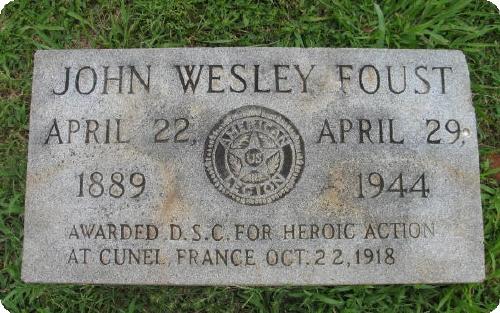 JOHN WESLEY FOUST
APRIL 22, APRIL 29,
1889 1944
AMERICAN
US
LEGION
AWARDED D.S.C. FOR HEROIC ACTION
AT CUNEL, FRANCE OCT. 22, 1918